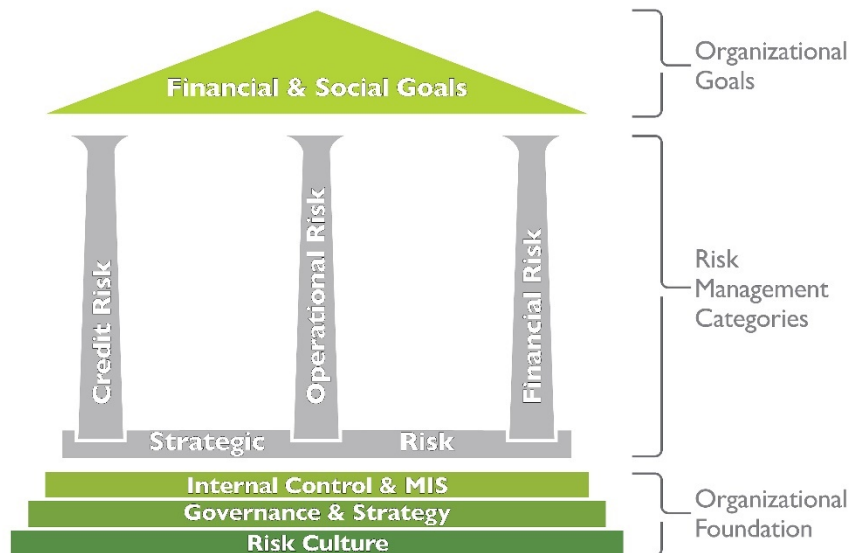 Financial & Social Goals
Organizational
Goals
Credit Risk
Operational Risk
Financial Risk
Risk
Management
Categories
Strategic Risk
Internal Control & MIS
Governance & Strategy
Risk Culture
Organizational
Foundation